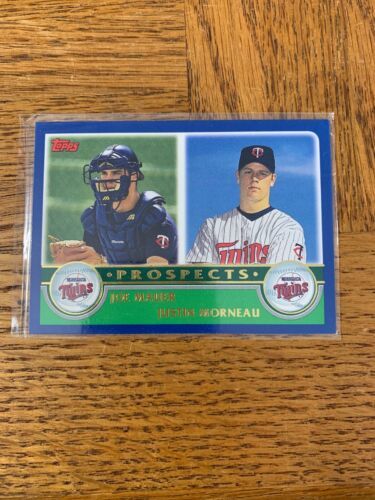 Topps
Twins
·PROSPECTS·
Twins
JOE MAUER
Twins
JUSTIN MORNEAU